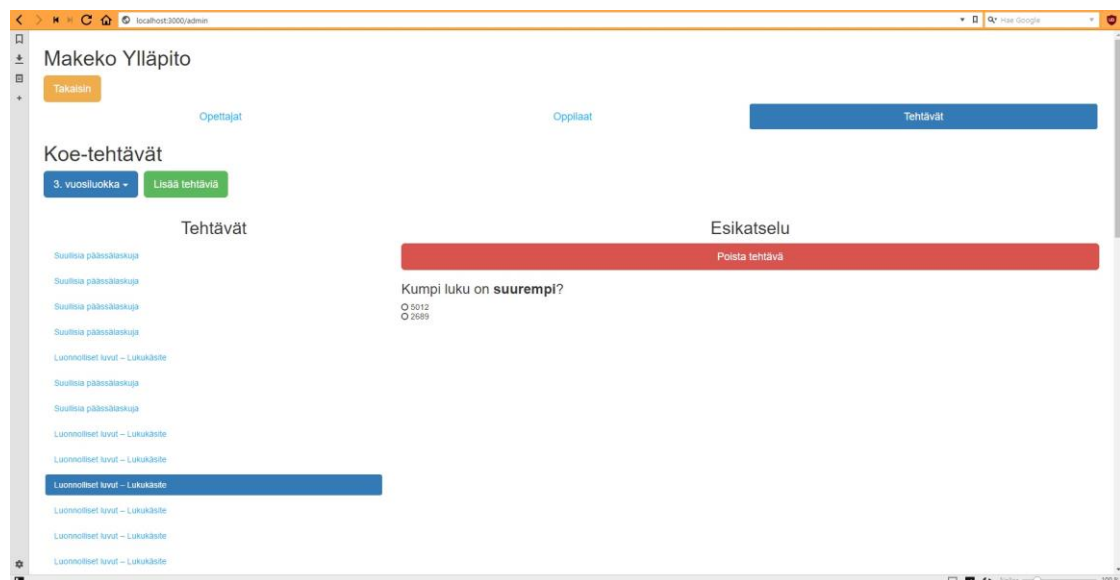 localhost:3000/admin
Hae Google
Makeko Ylläpito
Takaisin
Opettajat
Oppilaat
Tehtävät
Koe-tehtävät
3. vuosiluokka
Lisää tehtäviä
Tehtävät
Suullisia päässälaskuja
Suullisia päässälaskuja
Suullisia päässälaskuja
Suullisia päässälaskuja
Luonnolliset luvut – Lukukäsite
Suullisia päässälaskuja
Suullisia päässälaskuja
Luonnolliset luvut – Lukukäsite
Luonnolliset luvut – Lukukäsite
Luonnolliset luvut – Lukukäsite
Luonnolliset luvut – Lukukäsite
Luonnolliset luvut – Lukukäsite
Luonnolliset luvut – Lukukäsite
Esikatselu
Poista tehtävä
Kumpi luku on suurempi?
5012
2689